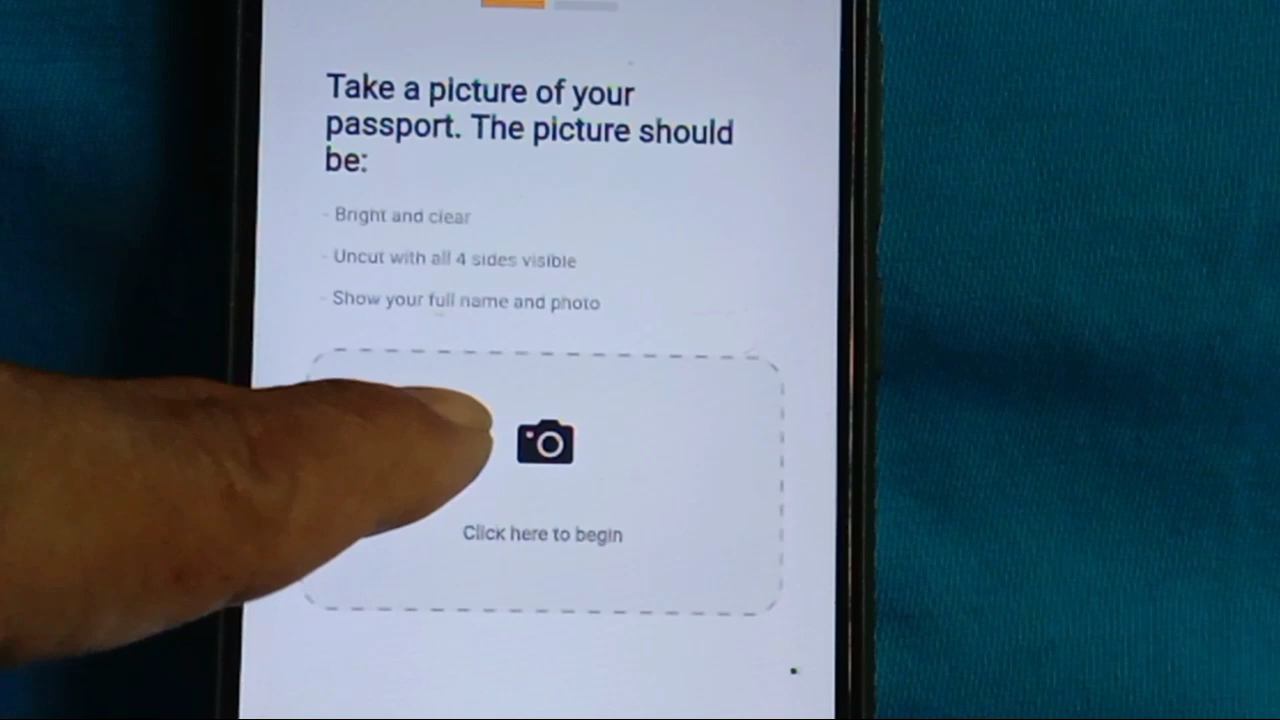 Take a picture of your
passport. The picture should
be:
- Bright and clear
- Uncut with all 4 sides visible
- Show your full name and photo
Click here to begin